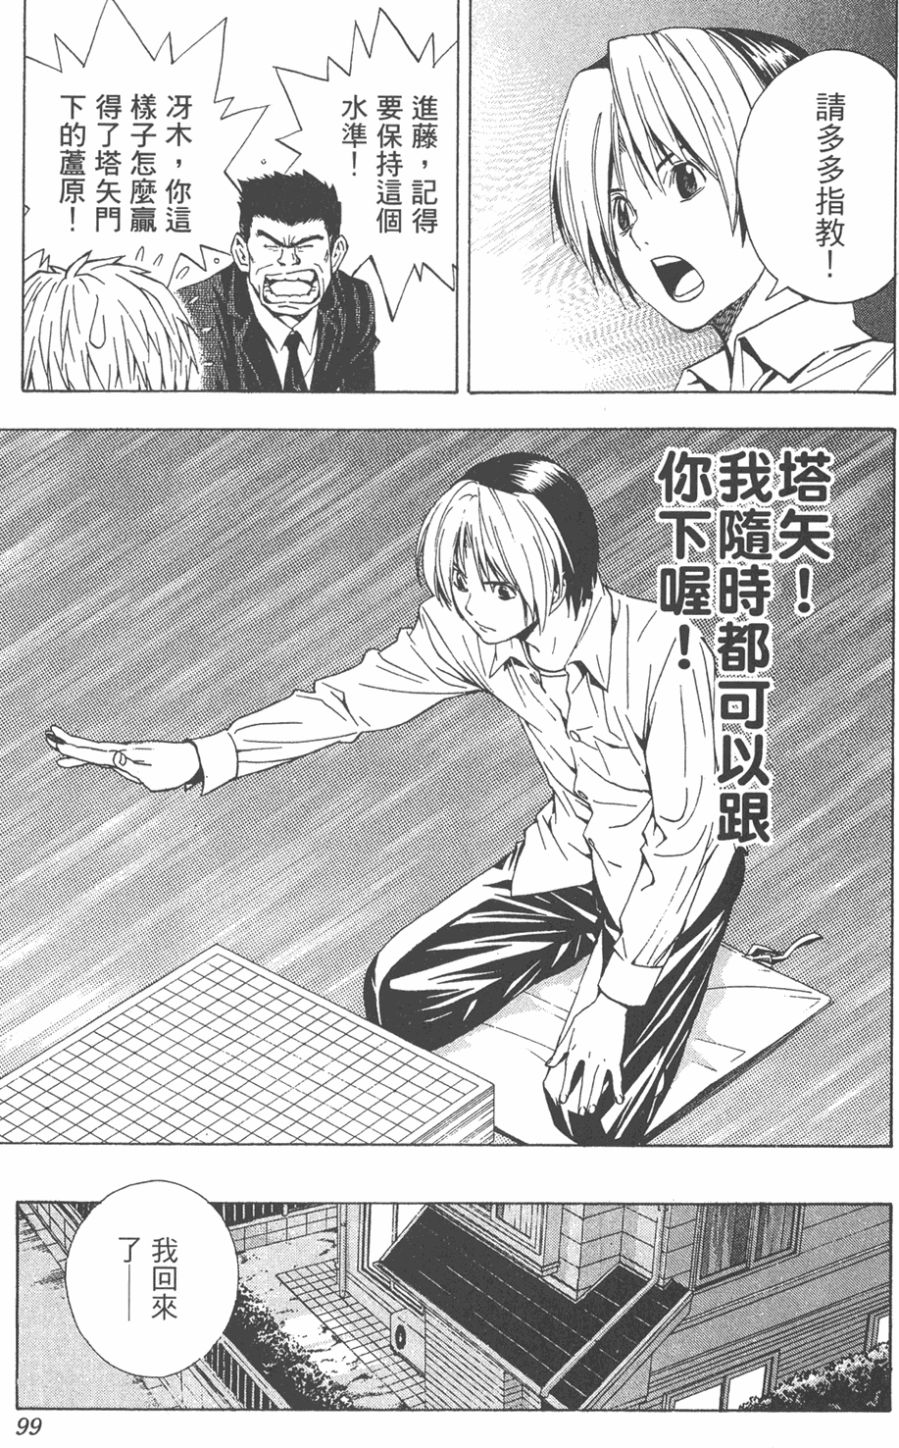 請多多指教！
進藤，記得
要保持這個
水準！
冴木，你這
樣子怎麼贏
得了塔矢門
下的蘆原！
塔矢！
我隨時都可以跟
你下喔！
我回來
了——
99